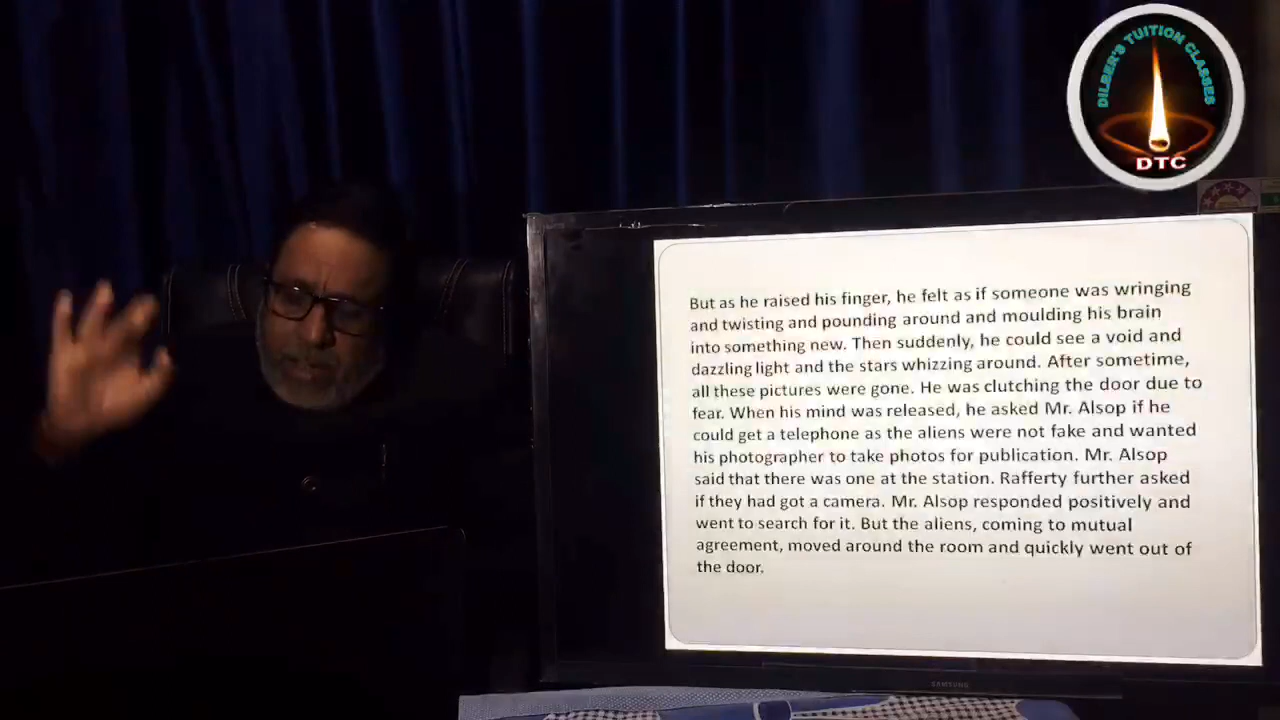 DILBER'S TUITION CLASSES
DTC
But as he raised his finger, he felt as if someone was wringing
and twisting and pounding around and moulding his brain
into something new. Then suddenly, he could see a void and
dazzling light and the stars whizzing around. After sometime,
all these pictures were gone. He was clutching the door due to
fear. When his mind was released, he asked Mr. Alsop if he
could get a telephone as the aliens were not fake and wanted
his photographer to take photos for publication. Mr. Alsop
said that there was one at the station. Rafferty further asked
if they had got a camera. Mr. Alsop responded positively and
went to search for it. But the aliens, coming to mutual
agreement, moved around the room and quickly went out of
the door.
SAMSUNG